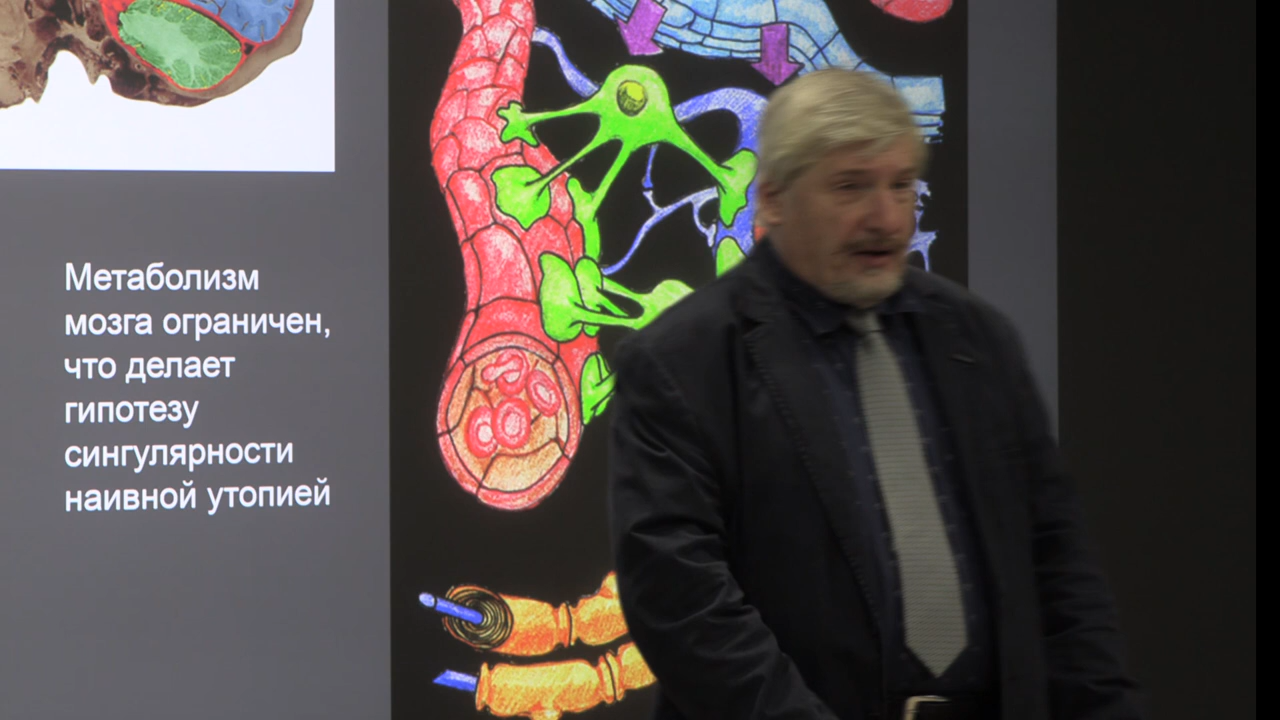 Метаболизм
мозга ограничен,
что делает
гипотезу
сингулярности
наивной утопией